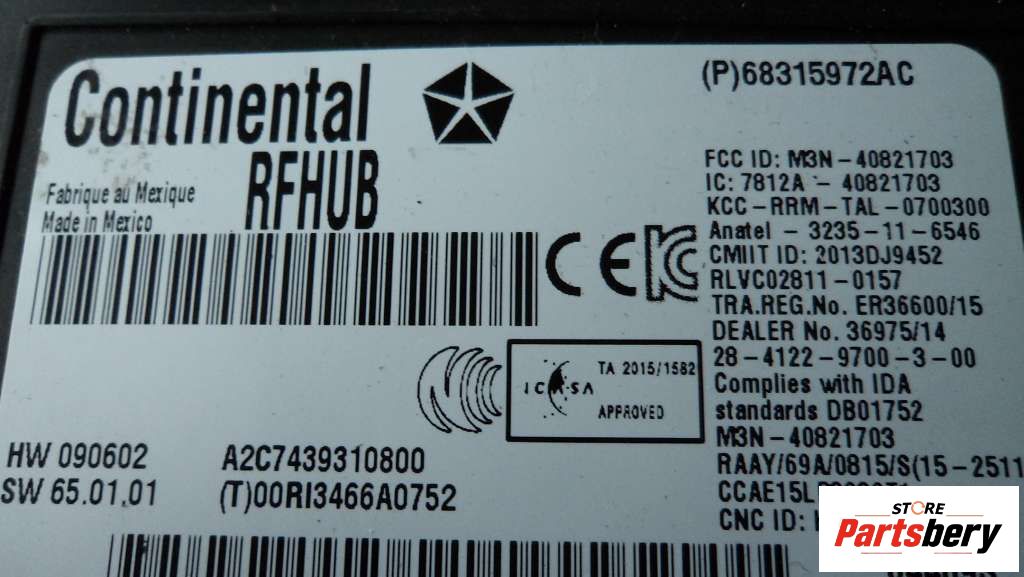 Continental
RFHUB
Fabrique au Mexique
Made in Mexico
(P)68315972AC
FCC ID: M3N-40821703
IC: 7812A - 40821703
KCC-RRM-TAL-0700300
Anatel - 3235-11-6546
CMIIT ID: 2013DJ9452
RLVC02811-0157
TRA.REG.No. ER36600/15
DEALER No. 36975/14
28-4122-9700-3-00
Complies with IDA
standards DB01752
M3N-40821703
RAAY/69A/0815/S(15-2511
CNC ID:
CE
TA 2015/1582
ICASA
APPROVED
HW 090602
A2C7439310800
SW 65.01.01
(T)00RI3466A0752
STORE
Partsbery